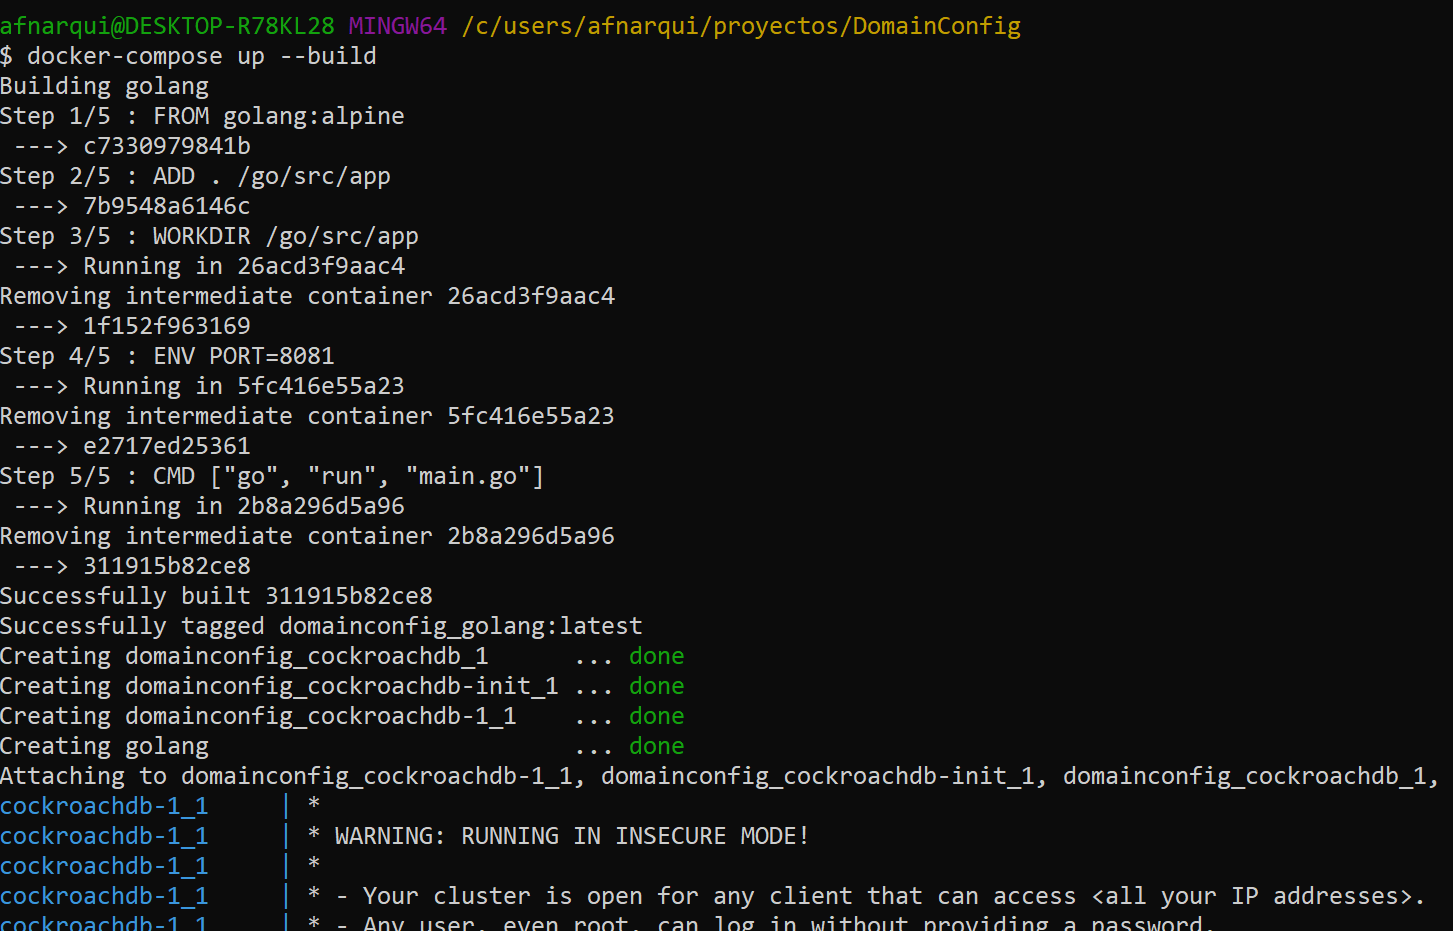 afnarqui@DESKTOP-R78KL28 MINGW64 /c/users/afnarqui/proyectos/DomainConfig
$ docker-compose up --build
Building golang
Step 1/5 : FROM golang:alpine
 ---> c7330979841b
Step 2/5 : ADD . /go/src/app
 ---> 7b9548a6146c
Step 3/5 : WORKDIR /go/src/app
 ---> Running in 26acd3f9aac4
Removing intermediate container 26acd3f9aac4
 ---> 1f152f963169
Step 4/5 : ENV PORT=8081
 ---> Running in 5fc416e55a23
Removing intermediate container 5fc416e55a23
 ---> e2717ed25361
Step 5/5 : CMD ["go", "run", "main.go"]
 ---> Running in 2b8a296d5a96
Removing intermediate container 2b8a296d5a96
 ---> 311915b82ce8
Successfully built 311915b82ce8
Successfully tagged domainconfig_golang:latest
Creating domainconfig_cockroachdb_1      ... done
Creating domainconfig_cockroachdb-init_1 ... done
Creating domainconfig_cockroachdb-1_1    ... done
Creating golang                          ... done
Attaching to domainconfig_cockroachdb-1_1, domainconfig_cockroachdb-init_1, domainconfig_cockroachdb_1,
cockroachdb-1_1     | *
cockroachdb-1_1     | * WARNING: RUNNING IN INSECURE MODE!
cockroachdb-1_1     | *
cockroachdb-1_1     | * - Your cluster is open for any client that can access <all your IP addresses>.
cockroachdb-1_1     | * - Any user, even root, can log in without providing a password.